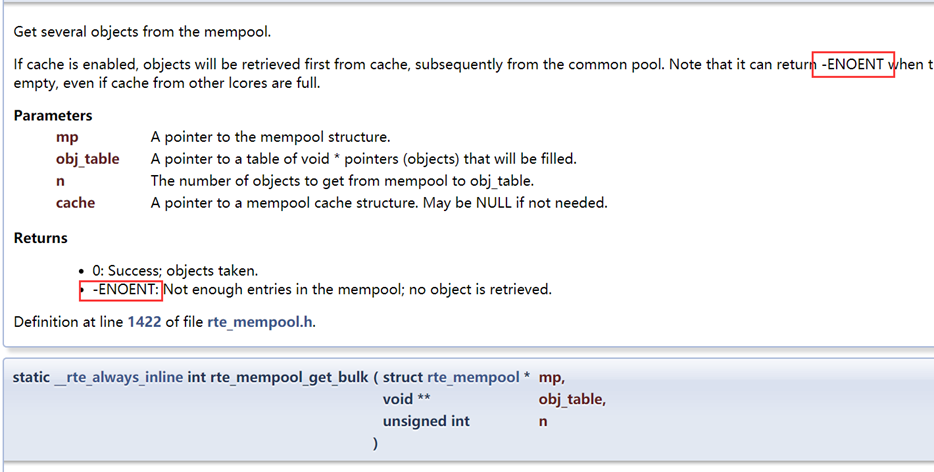 Get several objects from the mempool.
If cache is enabled, objects will be retrieved first from cache, subsequently from the common pool. Note that it can return -ENOENT when t
empty, even if cache from other lcores are full.
Parameters
mp A pointer to the mempool structure.
obj_table A pointer to a table of void * pointers (objects) that will be filled.
n The number of objects to get from mempool to obj_table.
cache A pointer to a mempool cache structure. May be NULL if not needed.
Returns
• 0: Success; objects taken.
• -ENOENT: Not enough entries in the mempool; no object is retrieved.
Definition at line 1422 of file rte_mempool.h.
static __rte_always_inline int rte_mempool_get_bulk ( struct rte_mempool * mp,
void ** obj_table,
unsigned int n
)